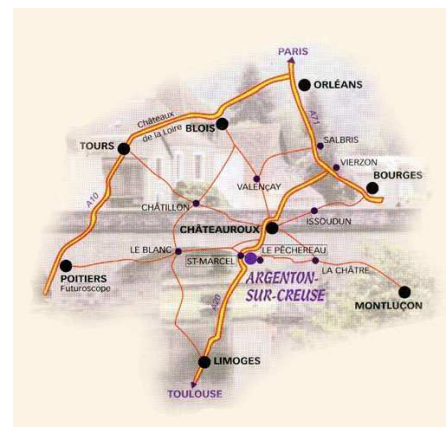 PARIS
ORLÉANS
Châteaux
de la Loire
BLOIS
A71
TOURS
SALBRIS
VIERZON
BOURGES
VALENÇAY
A10
CHÂTILLON
ISSOUDUN
CHÂTEAUROUX
LE BLANC
LE PÊCHEREAU
ST-MARCEL
POITIERS
Futuroscope
LA CHÂTRE
ARGENTON-
SUR-CREUSE
MONTLUÇON
A20
LIMOGES
TOULOUSE